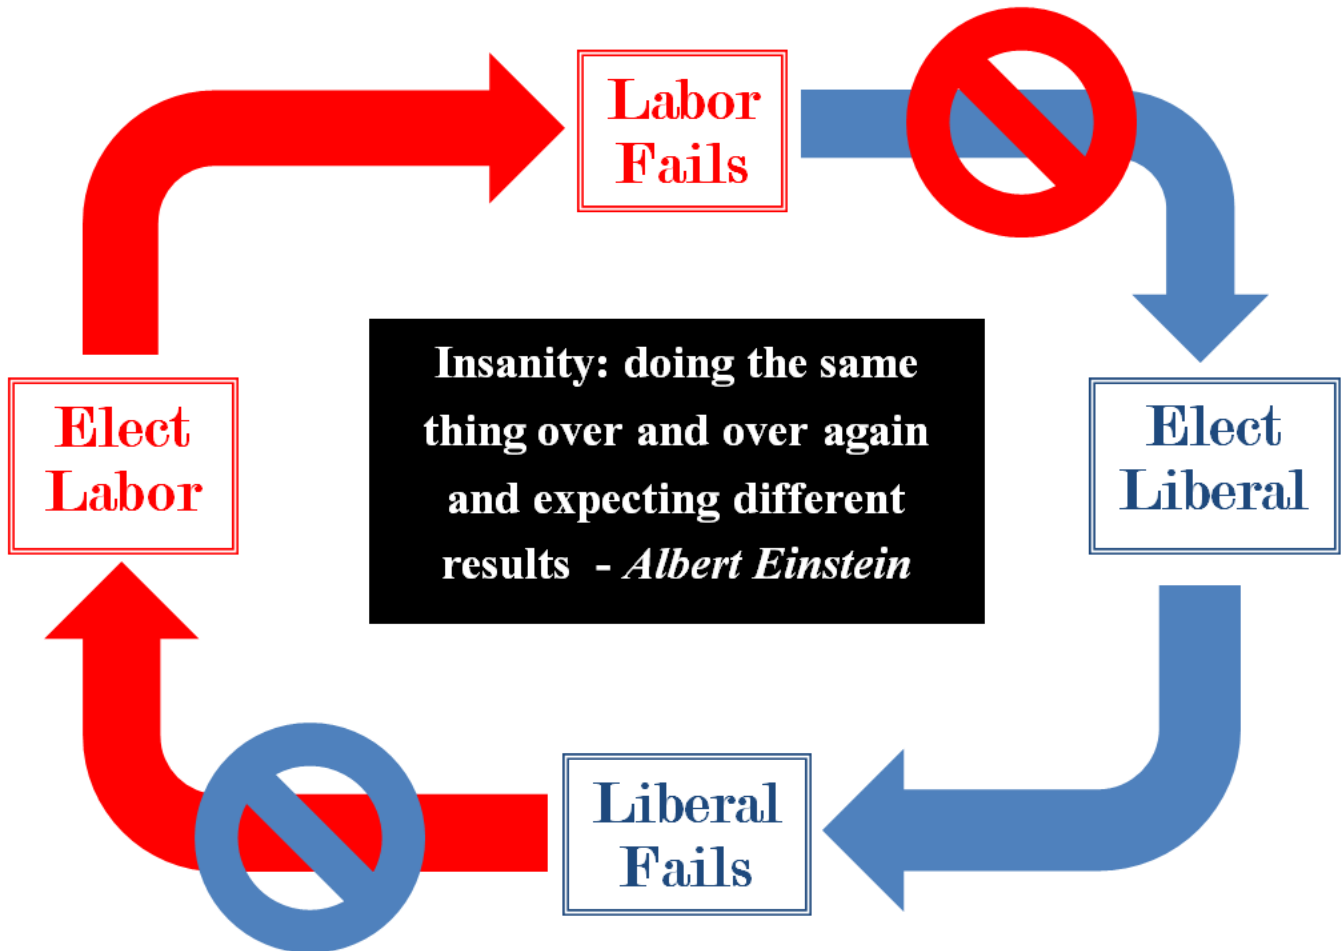 Labor
Fails
Elect
Liberal
Liberal
Fails
Elect
Labor
Insanity: doing the same
thing over and over again
and expecting different
results - Albert Einstein